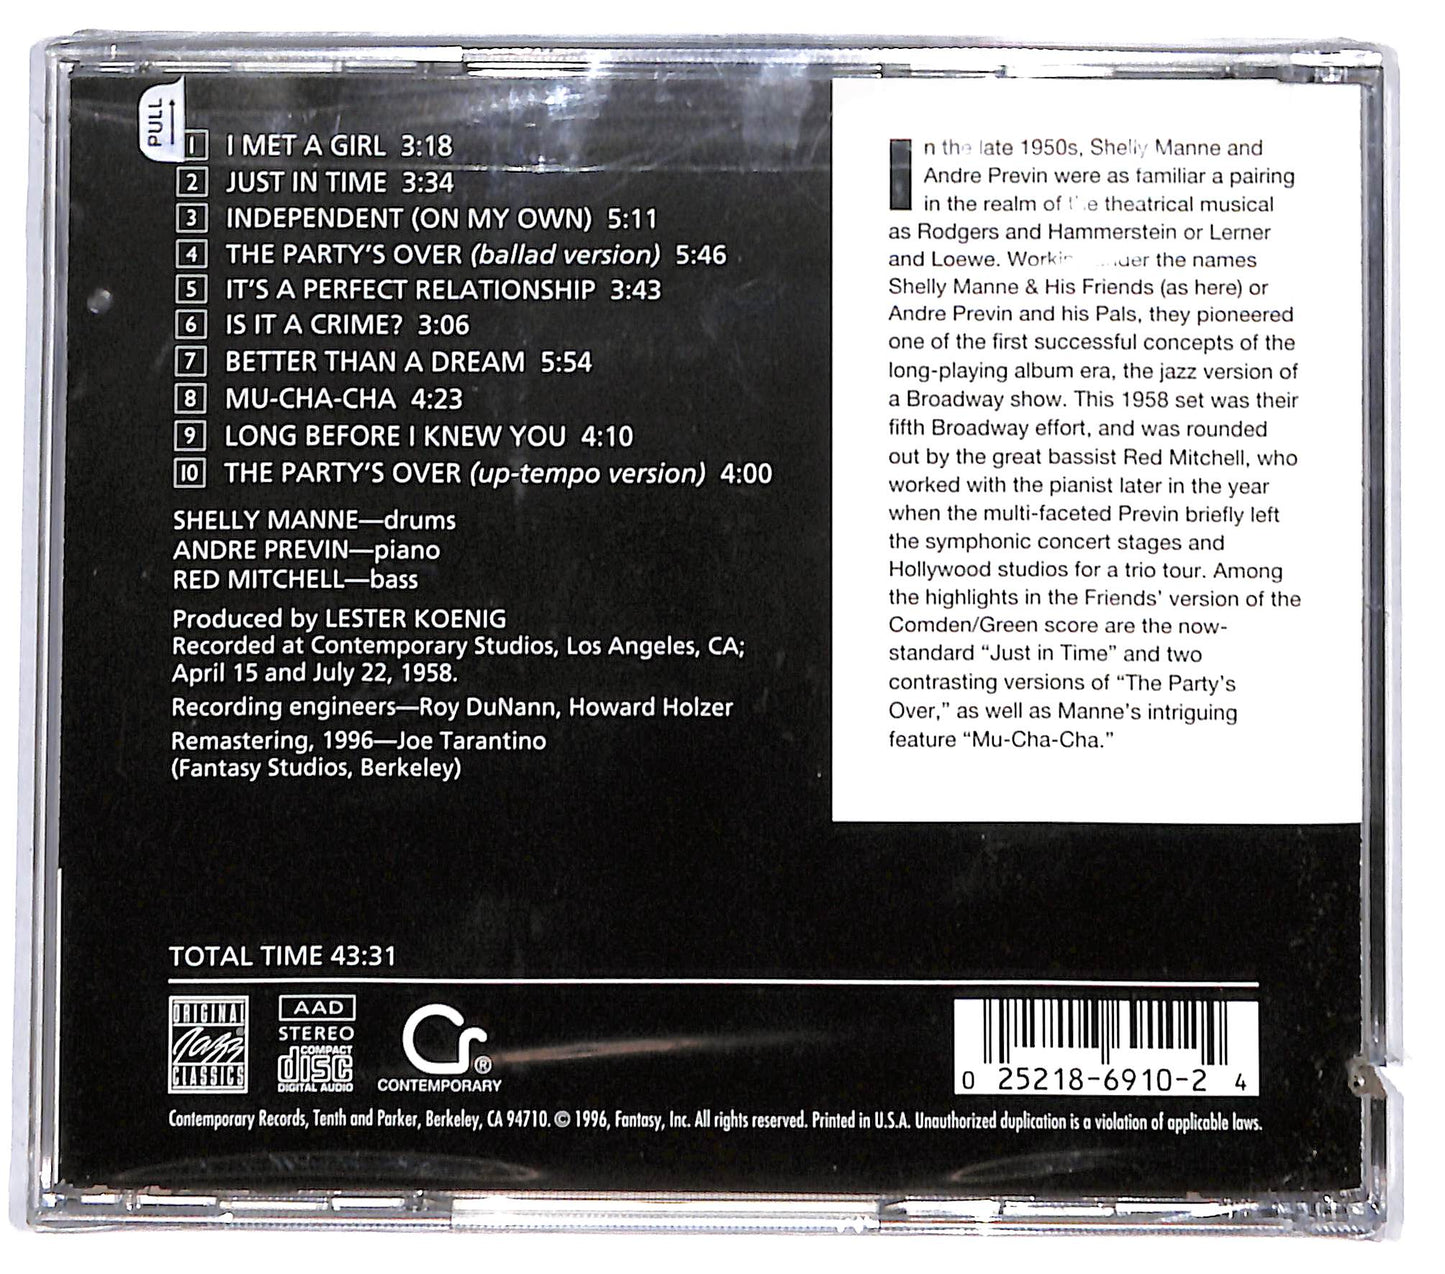 PULL
1 I MET A GIRL 3:18
2 JUST IN TIME 3:34
3 INDEPENDENT (ON MY OWN) 5:11
4 THE PARTY'S OVER (ballad version) 5:46
5 IT'S A PERFECT RELATIONSHIP 3:43
6 IS IT A CRIME? 3:06
7 BETTER THAN A DREAM 5:54
8 MU-CHA-CHA 4:23
9 LONG BEFORE I KNEW YOU 4:10
10 THE PARTY'S OVER (up-tempo version) 4:00
SHELLY MANNE—drums
ANDRE PREVIN—piano
RED MITCHELL—bass
Produced by LESTER KOENIG
Recorded at Contemporary Studios, Los Angeles, CA;
April 15 and July 22, 1958.
Recording engineers—Roy DuNann, Howard Holzer
Remastering, 1996—Joe Tarantino
(Fantasy Studios, Berkeley)
In the late 1950s, Shelly Manne and
Andre Previn were as familiar a pairing
in the realm of the theatrical musical
as Rodgers and Hammerstein or Lerner
and Loewe. Working under the names
Shelly Manne & His Friends (as here) or
Andre Previn and his Pals, they pioneered
one of the first successful concepts of the
long-playing album era, the jazz version of
a Broadway show. This 1958 set was their
fifth Broadway effort, and was rounded
out by the great bassist Red Mitchell, who
worked with the pianist later in the year
when the multi-faceted Previn briefly left
the symphonic concert stages and
Hollywood studios for a trio tour. Among
the highlights in the Friends' version of the
Comden/Green score are the now-
standard "Just in Time" and two
contrasting versions of "The Party's
Over," as well as Manne's intriguing
feature "Mu-Cha-Cha."
TOTAL TIME 43:31
ORIGINAL
Jazz
CLASSICS
AAD
STEREO
COMPACT
disc
DIGITAL AUDIO
Cr®
CONTEMPORARY
0 25218-6910-2 4
Contemporary Records, Tenth and Parker, Berkeley, CA 94710. © 1996, Fantasy, Inc. All rights reserved. Printed in U.S.A. Unauthorized duplication is a violation of applicable laws.